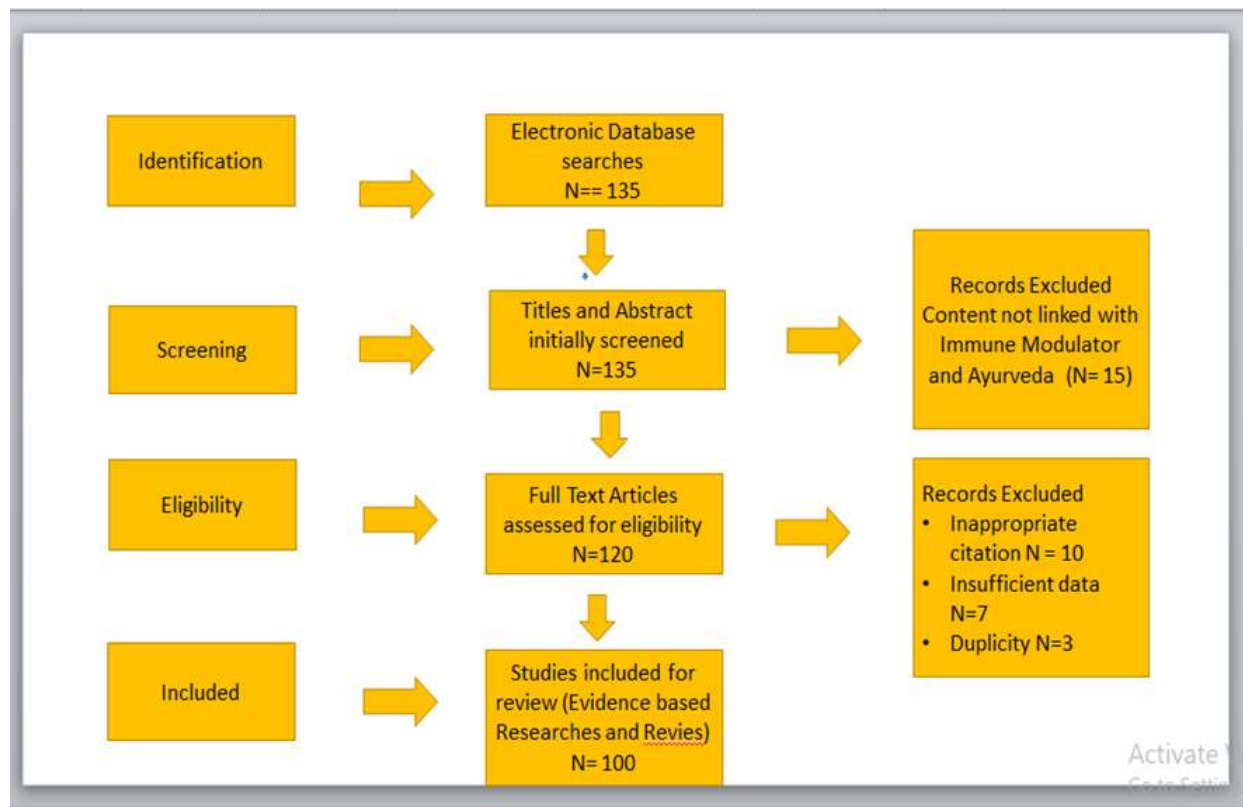 Identification
Electronic Database
searches
N== 135
Screening
Titles and Abstract
initially screened
N=135
Records Excluded
Content not linked with
Immune Modulator
and Ayurveda (N= 15)
Eligibility
Full Text Articles
assessed for eligibility
N=120
Records Excluded
• Inappropriate
citation N = 10
• Insufficient data
N=7
• Duplicity N=3
Included
Studies included for
review (Evidence based
Researches and Revies)
N= 100
Activate
Go to